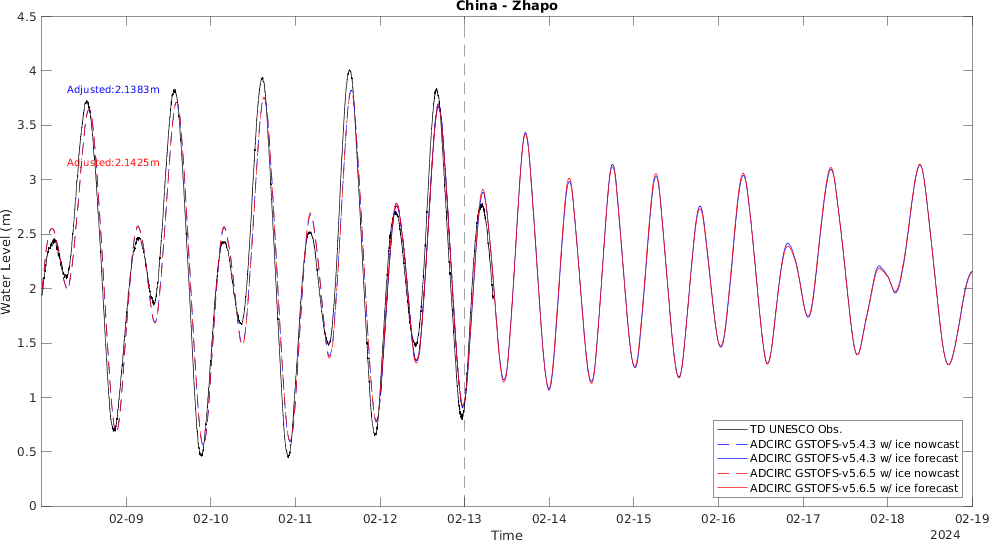 China - Zhapo
4.5
4
3.5
3
2.5
2
1.5
1
0.5
0
Water Level (m)
Adjusted:2.1383m
Adjusted:2.1425m
TD UNESCO Obs.
ADCIRC GSTOFS-v5.4.3 w/ ice nowcast
ADCIRC GSTOFS-v5.4.3 w/ ice forecast
ADCIRC GSTOFS-v5.6.5 w/ ice nowcast
ADCIRC GSTOFS-v5.6.5 w/ ice forecast
02-09 02-10 02-11 02-12 02-13 02-14 02-15 02-16 02-17 02-18 02-19
Time
2024